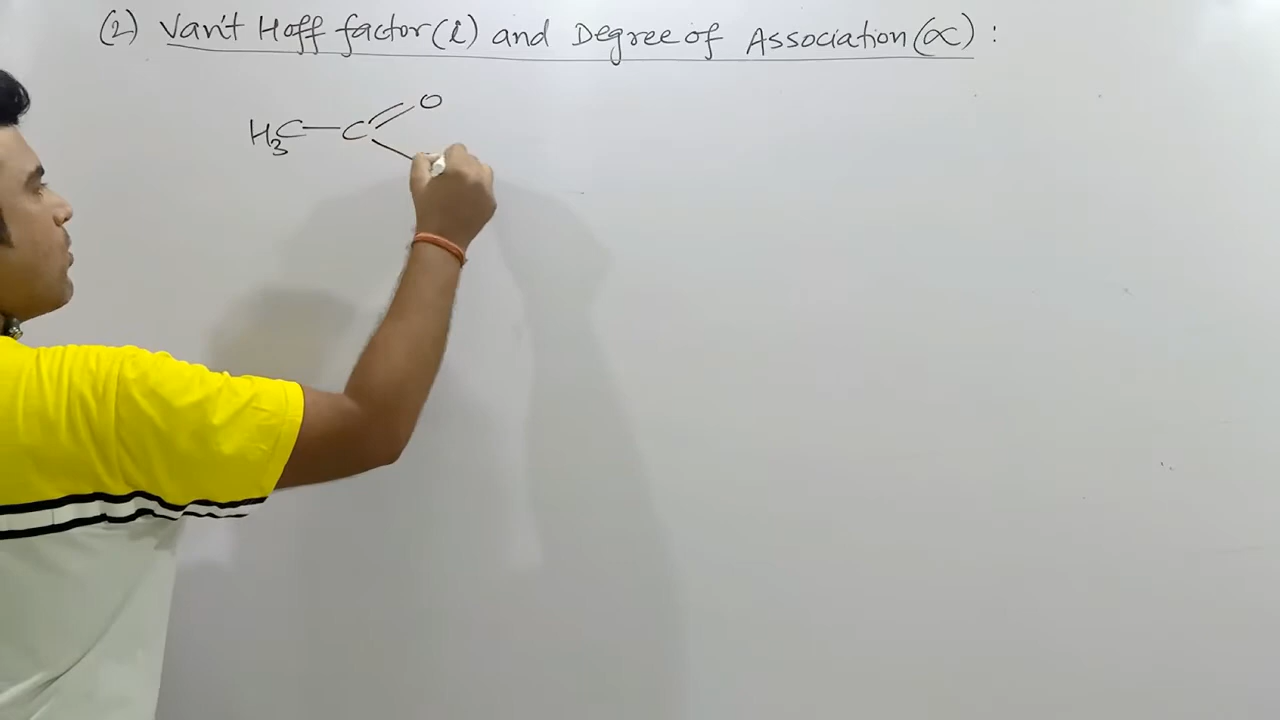 (2) Van't Hoff factor (i) and Degree of Association (α) :
O
H₃C—C